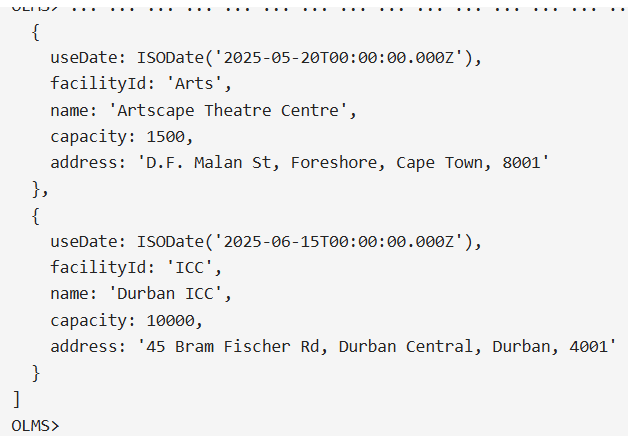 OLMS> ... ... ... ... ... ... ... ... ... ... ... ... ... ..
{
useDate: ISODate('2025-05-20T00:00:00.000Z'),
facilityId: 'Arts',
name: 'Artscape Theatre Centre',
capacity: 1500,
address: 'D.F. Malan St, Foreshore, Cape Town, 8001'
},
{
useDate: ISODate('2025-06-15T00:00:00.000Z'),
facilityId: 'ICC',
name: 'Durban ICC',
capacity: 10000,
address: '45 Bram Fischer Rd, Durban Central, Durban, 4001'
}
]
OLMS>